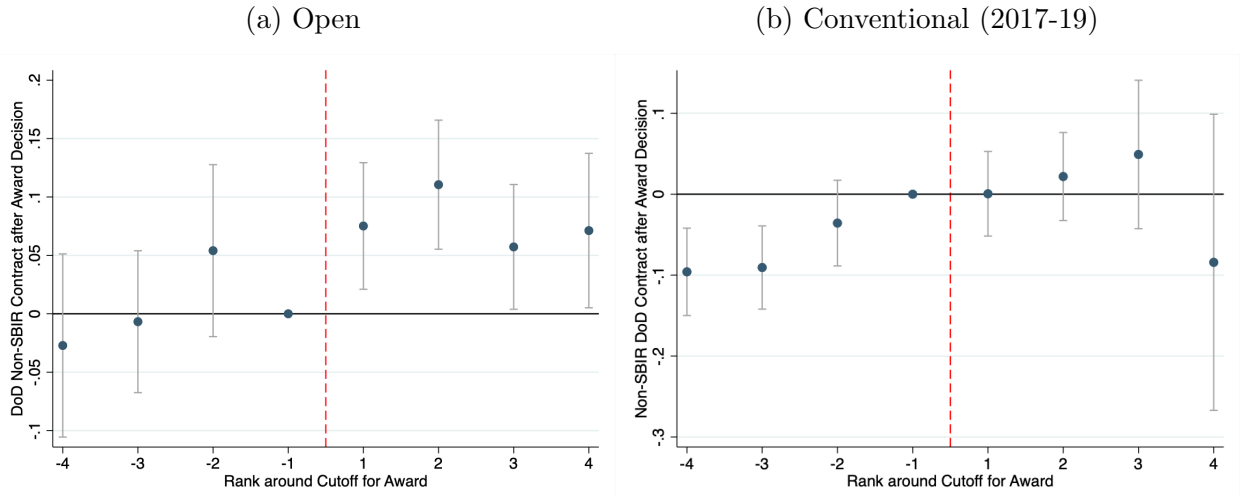 (a) Open
DoD Non-SBIR Contract after Award Decision
.2
.15
.1
.05
0
-.05
-.1
-4 -3 -2 -1 1 2 3 4
Rank around Cutoff for Award
(b) Conventional (2017-19)
Non-SBIR DoD Contract after Award Decision
.1
0
-.1
-.2
-.3
-4 -3 -2 -1 1 2 3 4
Rank around Cutoff for Award